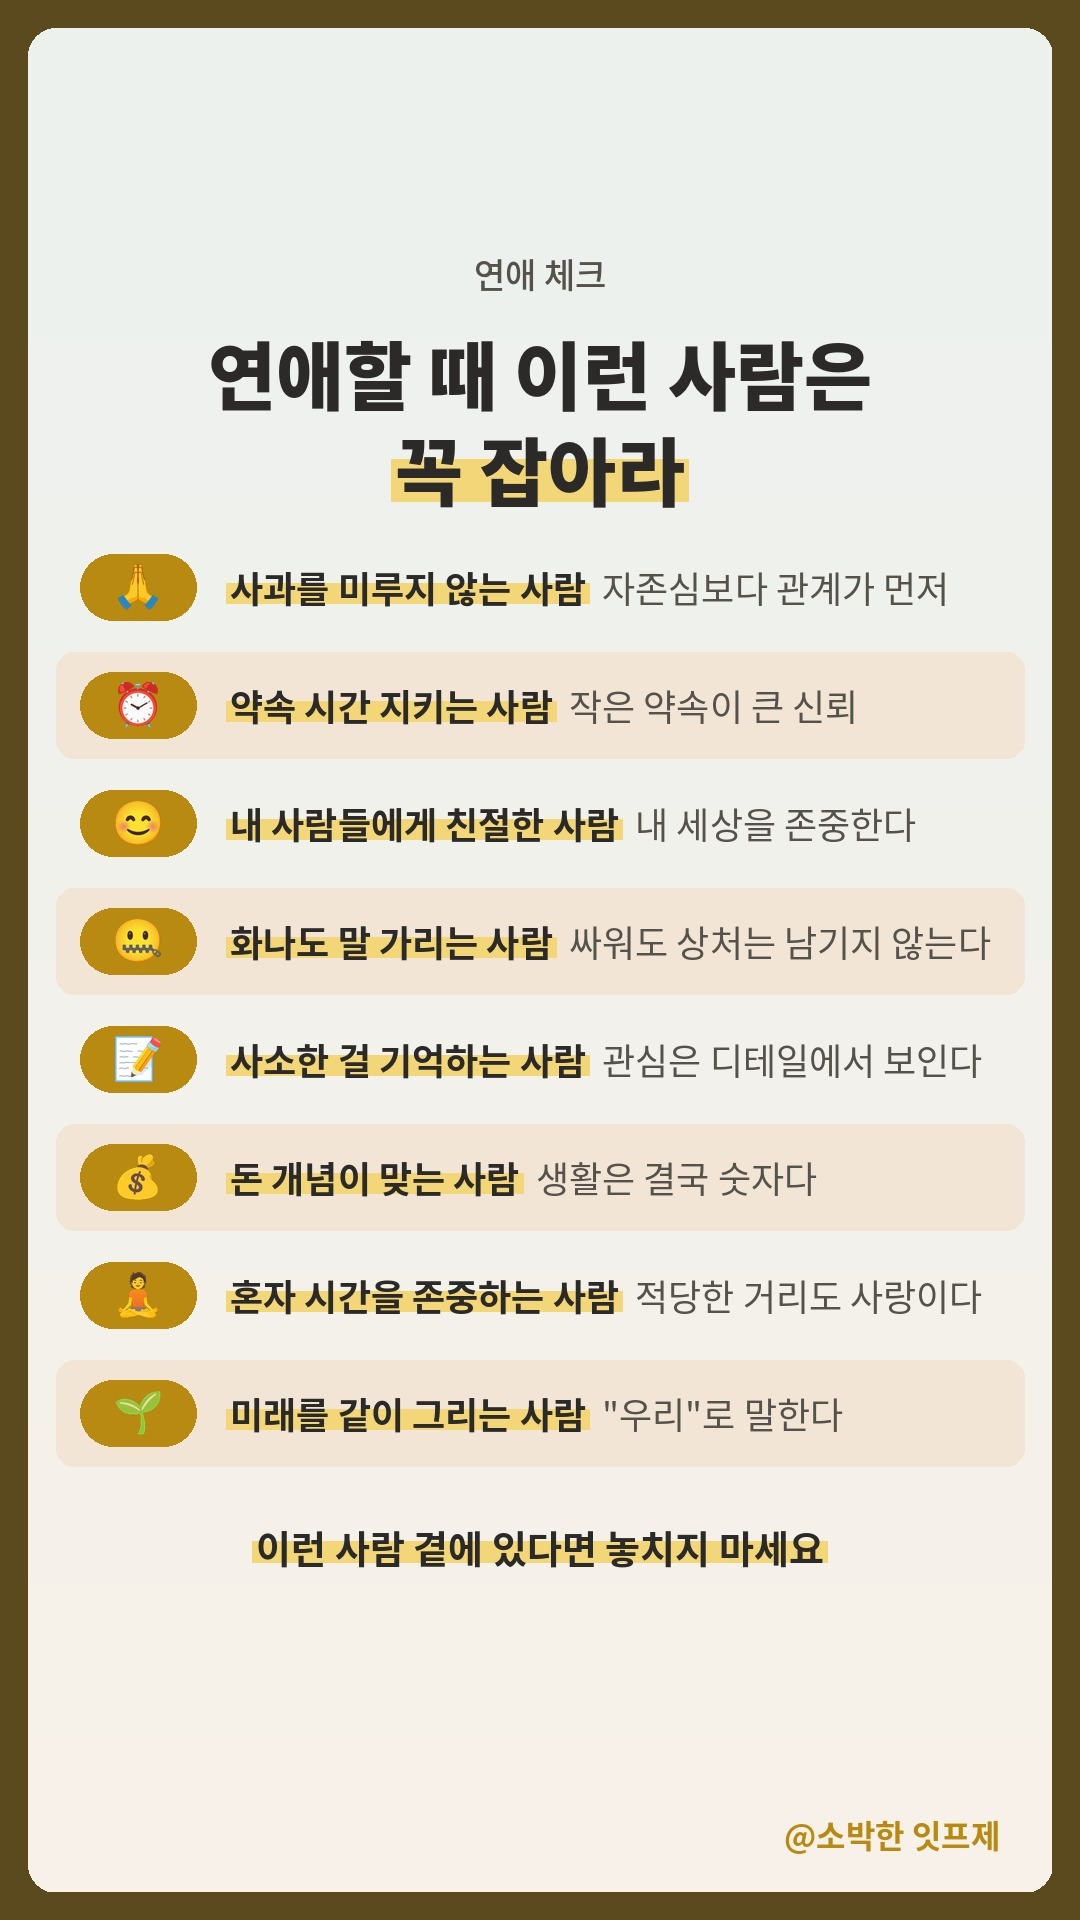 연애 체크
연애할 때 이런 사람은
꼭 잡아라
사과를 미루지 않는 사람 자존심보다 관계가 먼저
약속 시간 지키는 사람 작은 약속이 큰 신뢰
내 사람들에게 친절한 사람 내 세상을 존중한다
화나도 말 가리는 사람 싸워도 상처는 남기지 않는다
사소한 걸 기억하는 사람 관심은 디테일에서 보인다
돈 개념이 맞는 사람 생활은 결국 숫자다
혼자 시간을 존중하는 사람 적당한 거리도 사랑이다
미래를 같이 그리는 사람 "우리"로 말한다
이런 사람 곁에 있다면 놓치지 마세요
@소박한 잇프제